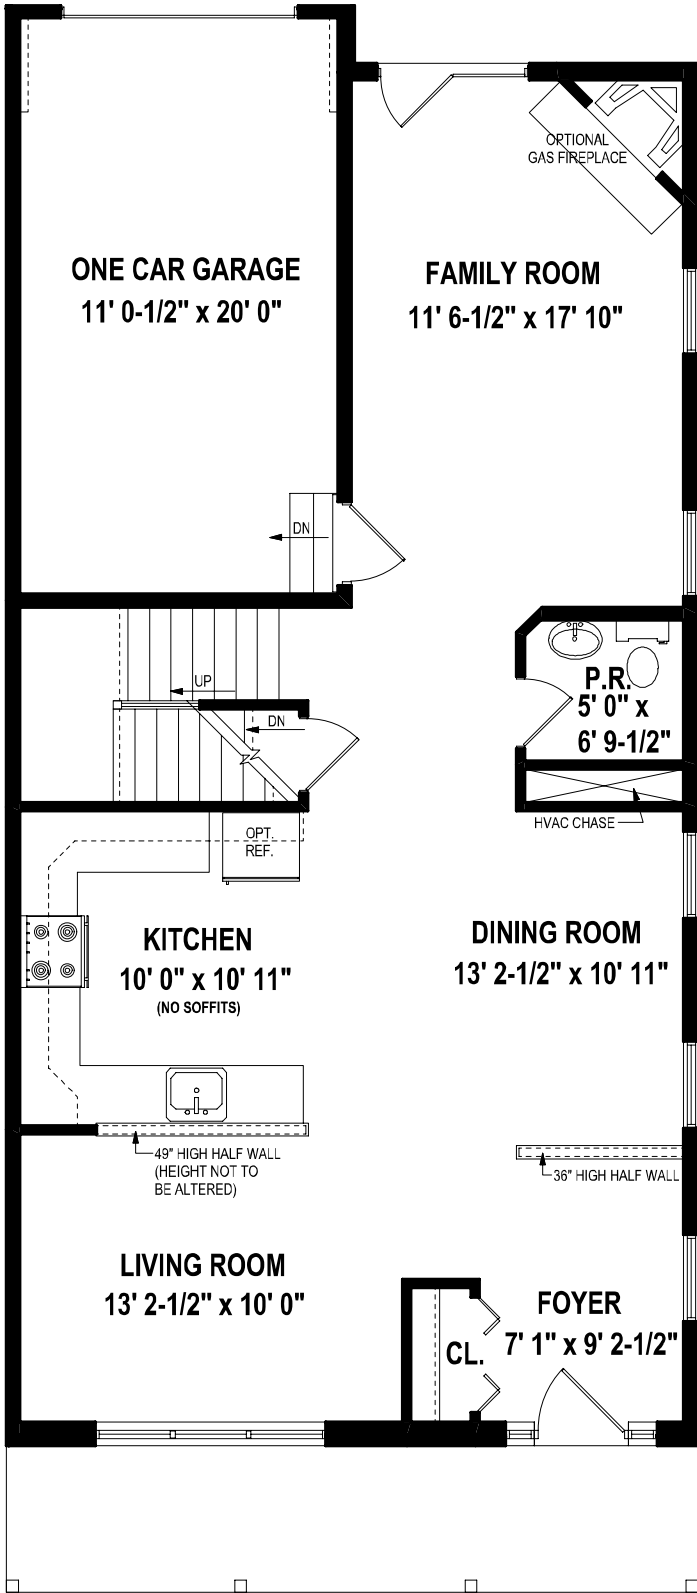 OPTIONAL
GAS FIREPLACE
ONE CAR GARAGE
11' 0-1/2" x 20' 0"
FAMILY ROOM
11' 6-1/2" x 17' 10"
DN
UP
DN
P.R.
5' 0" x
6' 9-1/2"
HVAC CHASE
OPT.
REF.
KITCHEN
10' 0" x 10' 11"
(NO SOFFITS)
DINING ROOM
13' 2-1/2" x 10' 11"
49" HIGH HALF WALL
(HEIGHT NOT TO
BE ALTERED)
36" HIGH HALF WALL
LIVING ROOM
13' 2-1/2" x 10' 0"
FOYER
7' 1" x 9' 2-1/2"
CL.